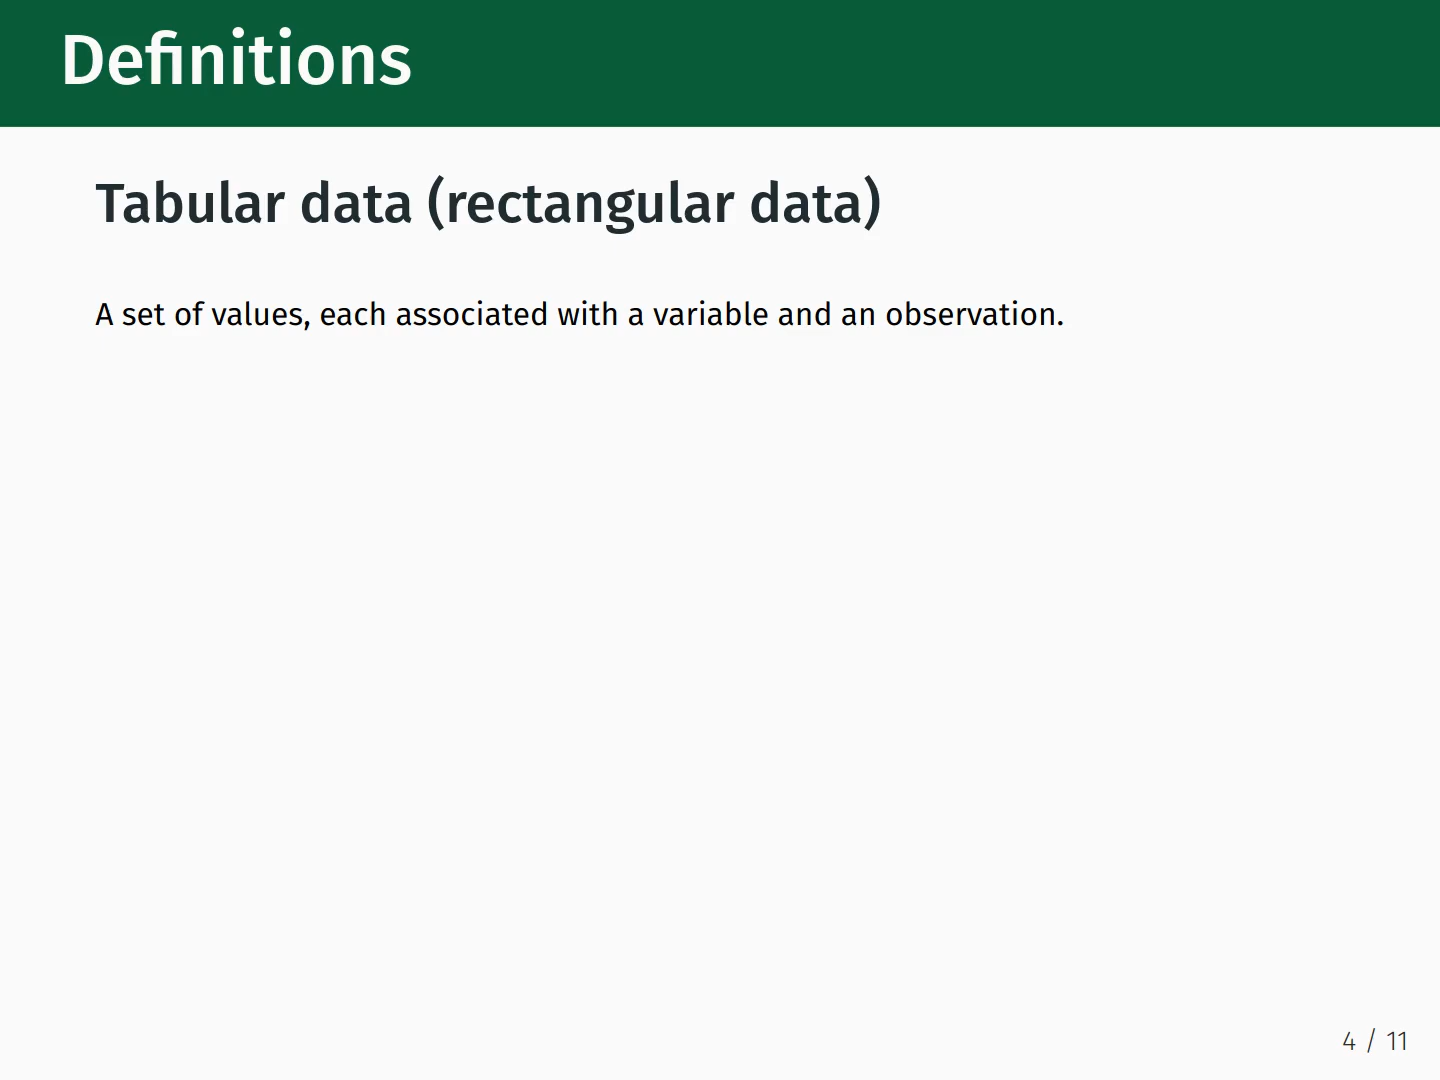 Definitions
Tabular data (rectangular data)
A set of values, each associated with a variable and an observation.
4 / 11